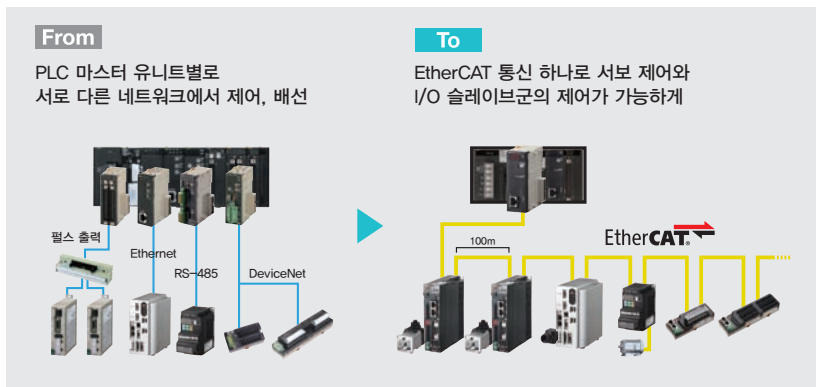 From
PLC 마스터 유니트별로
서로 다른 네트워크에서 제어, 배선
펄스 출력
Ethernet
RS-485
DeviceNet
To
EtherCAT 통신 하나로 서보 제어와
I/O 슬레이브군의 제어가 가능하게
100m
EtherCAT®